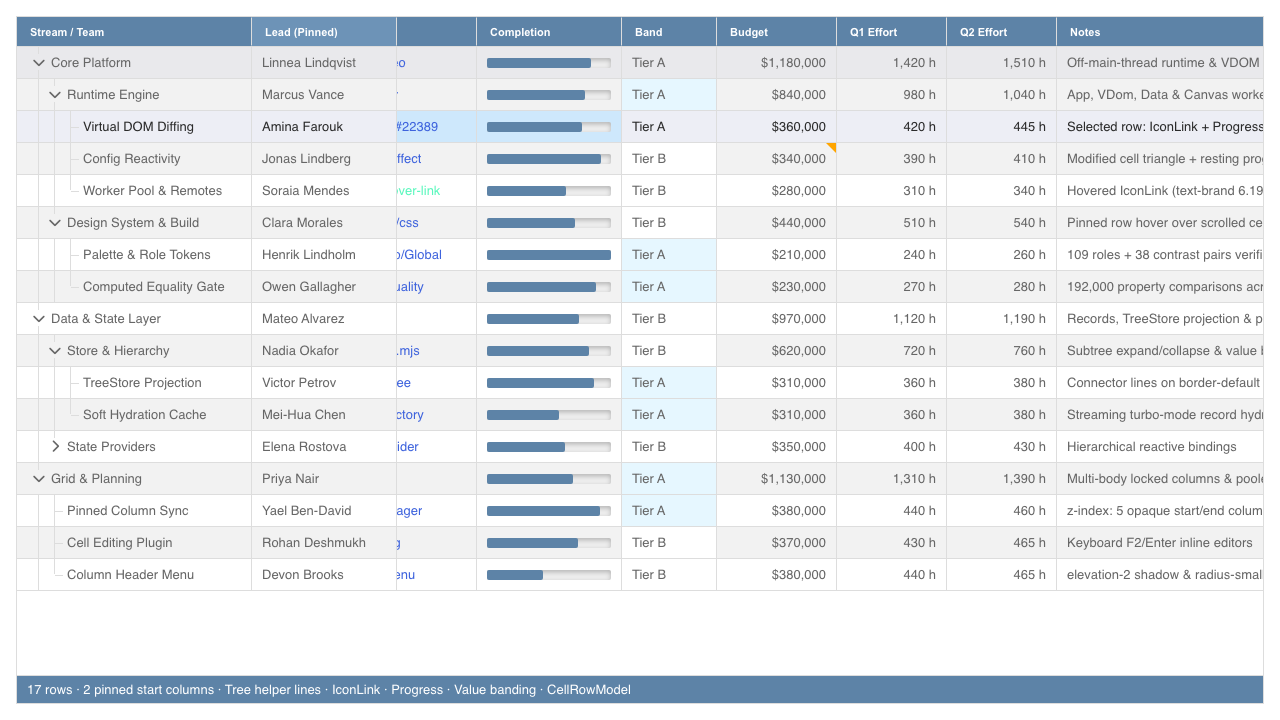 Stream / Team Lead (Pinned) Completion Band Budget Q1 Effort Q2 Effort Notes
Core Platform Linnea Lindqvist eo Tier A $1,180,000 1,420 h 1,510 h Off-main-thread runtime & VDOM
Runtime Engine Marcus Vance Tier A $840,000 980 h 1,040 h App, VDom, Data & Canvas worke
Virtual DOM Diffing Amina Farouk #22389 Tier A $360,000 420 h 445 h Selected row: IconLink + Progress
Config Reactivity Jonas Lindberg ffect Tier B $340,000 390 h 410 h Modified cell triangle + resting pro
Worker Pool & Remotes Soraia Mendes over-link Tier B $280,000 310 h 340 h Hovered IconLink (text-brand 6.19
Design System & Build Clara Morales /css Tier B $440,000 510 h 540 h Pinned row hover over scrolled ce
Palette & Role Tokens Henrik Lindholm o/Global Tier A $210,000 240 h 260 h 109 roles + 38 contrast pairs verifi
Computed Equality Gate Owen Gallagher uality Tier A $230,000 270 h 280 h 192,000 property comparisons acr
Data & State Layer Mateo Alvarez Tier B $970,000 1,120 h 1,190 h Records, TreeStore projection & p
Store & Hierarchy Nadia Okafor .mjs Tier B $620,000 720 h 760 h Subtree expand/collapse & value b
TreeStore Projection Victor Petrov ee Tier A $310,000 360 h 380 h Connector lines on border-default
Soft Hydration Cache Mei-Hua Chen ctory Tier A $310,000 360 h 380 h Streaming turbo-mode record hydr
State Providers Elena Rostova ider Tier B $350,000 400 h 430 h Hierarchical reactive bindings
Grid & Planning Priya Nair Tier A $1,130,000 1,310 h 1,390 h Multi-body locked columns & poole
Pinned Column Sync Yael Ben-David ager Tier A $380,000 440 h 460 h z-index: 5 opaque start/end colum
Cell Editing Plugin Rohan Deshmukh g Tier B $370,000 430 h 465 h Keyboard F2/Enter inline editors
Column Header Menu Devon Brooks enu Tier B $380,000 440 h 465 h elevation-2 shadow & radius-smal
17 rows · 2 pinned start columns · Tree helper lines · IconLink · Progress · Value banding · CellRowModel